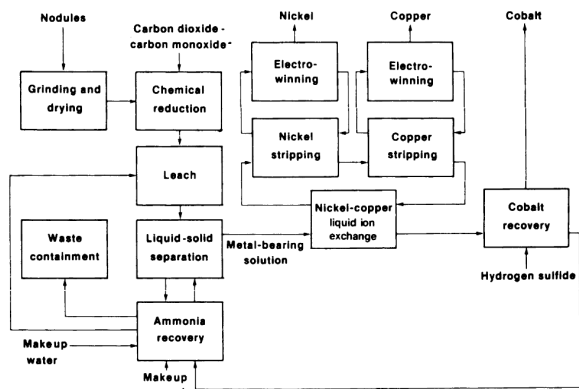 Nodules
Carbon dioxide-
carbon monoxide-
Nickel
Copper
Cobalt
Grinding and
drying
Chemical
reduction
Electro-
winning
Electro-
winning
Leach
Nickel
stripping
Copper
stripping
Waste
containment
Liquid-solid
separation
Metal-bearing
solution
Nickel-copper
liquid ion
exchange
Cobalt
recovery
Hydrogen sulfide
Ammonia
recovery
Makeup
water
Makeup